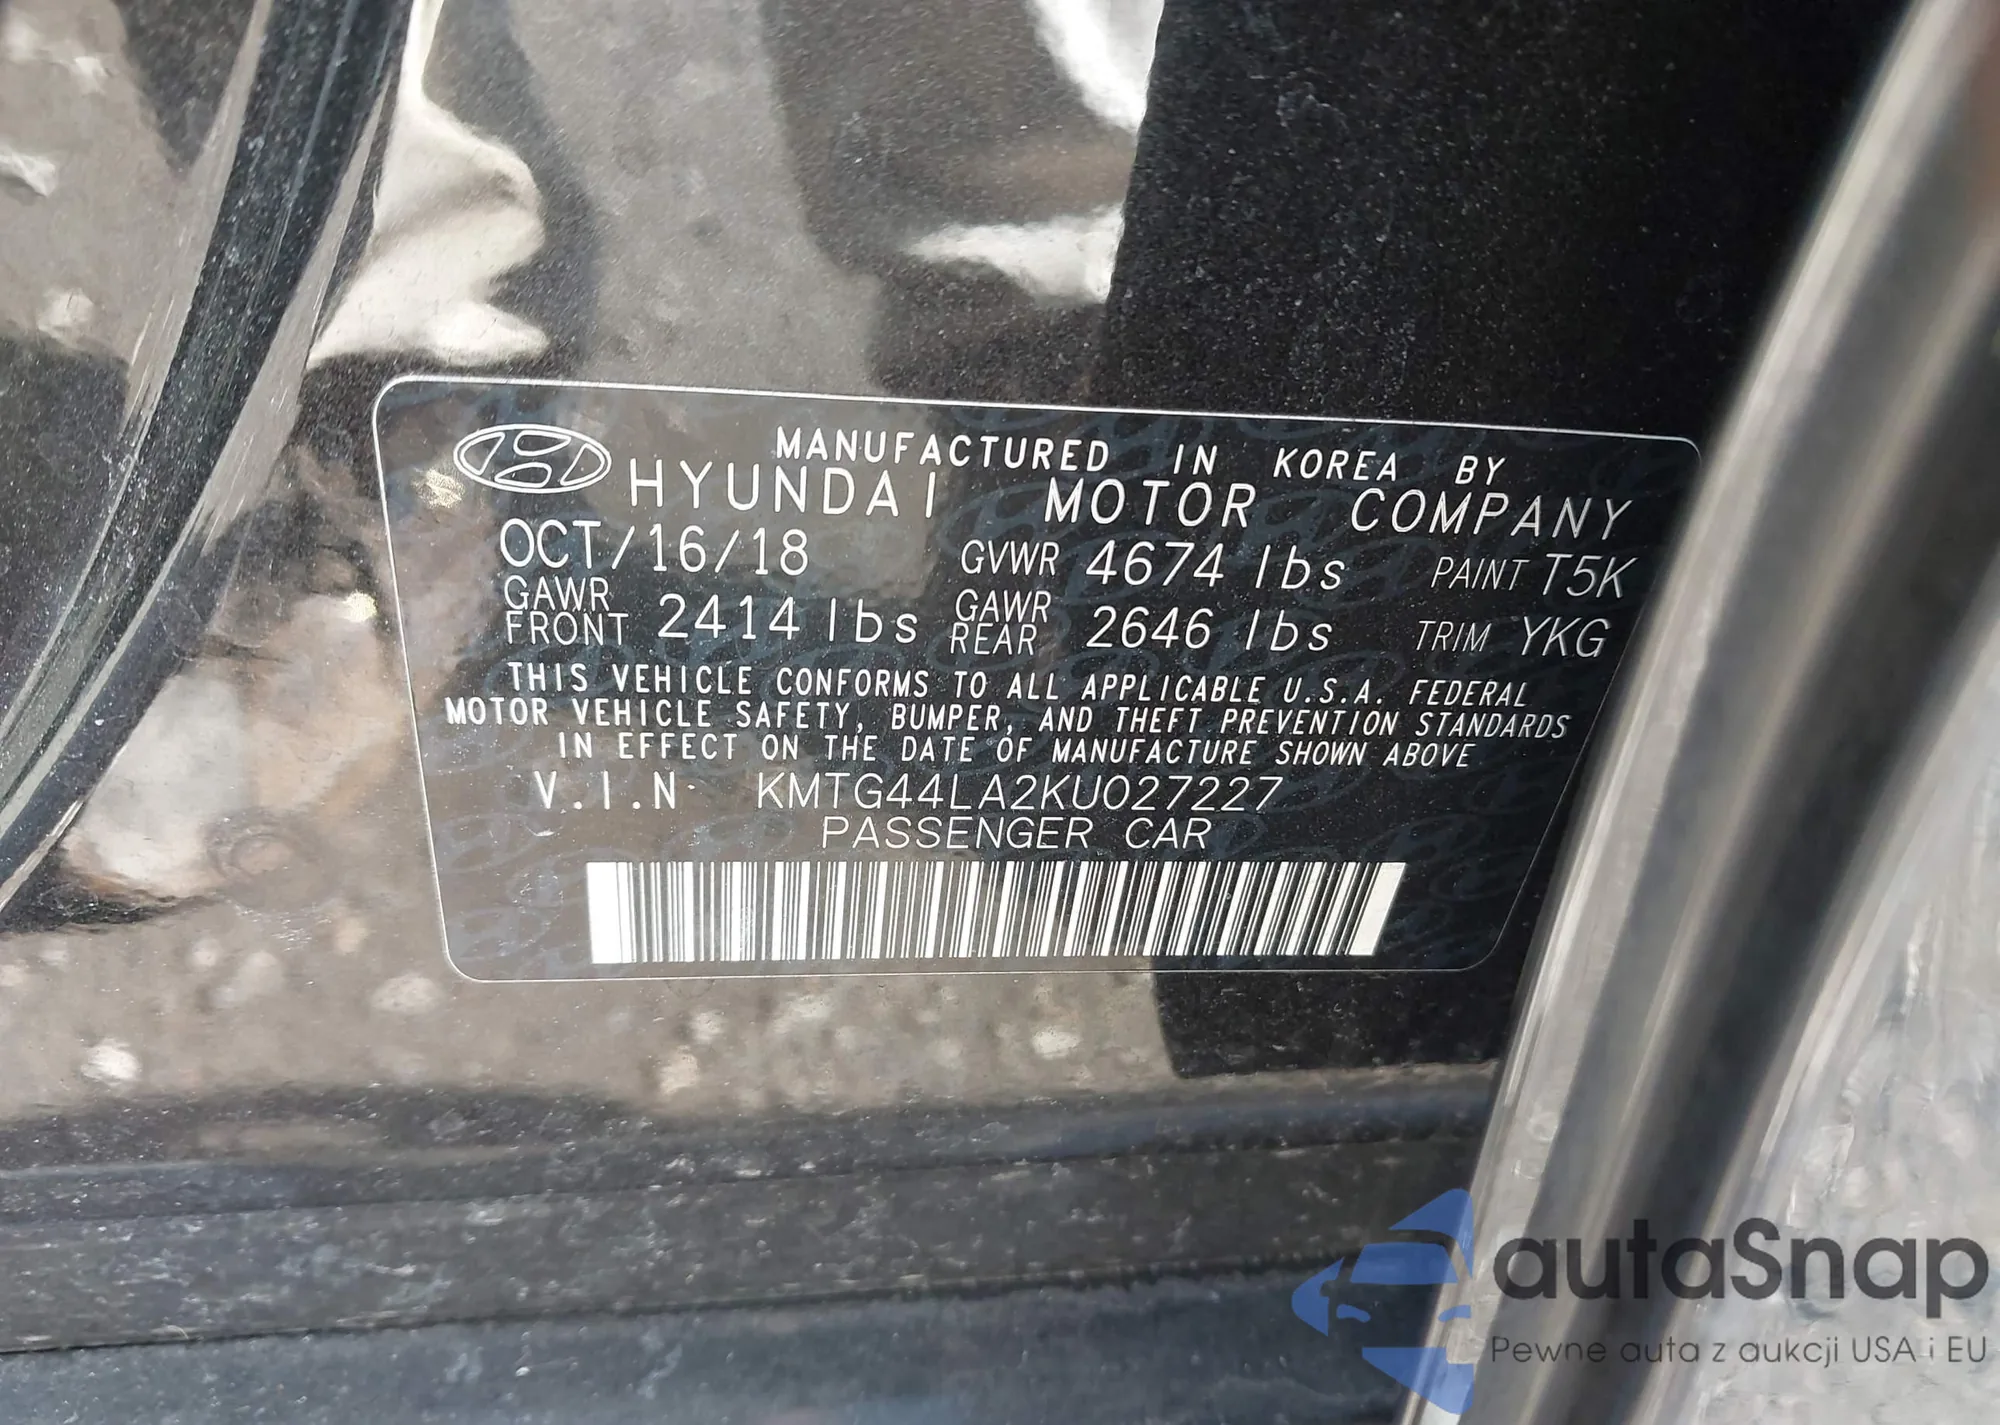 MANUFACTURED IN KOREA BY
HYUNDAI MOTOR COMPANY
OCT/16/18 GVWR 4674 lbs PAINT T5K
GAWR FRONT 2414 lbs GAWR REAR 2646 lbs TRIM YKG
THIS VEHICLE CONFORMS TO ALL APPLICABLE U.S.A. FEDERAL
MOTOR VEHICLE SAFETY, BUMPER, AND THEFT PREVENTION STANDARDS
IN EFFECT ON THE DATE OF MANUFACTURE SHOWN ABOVE
V.I.N. KMTG44LA2KU027227
PASSENGER CAR
autaSnap
Pewne auta z aukcji USA i EU